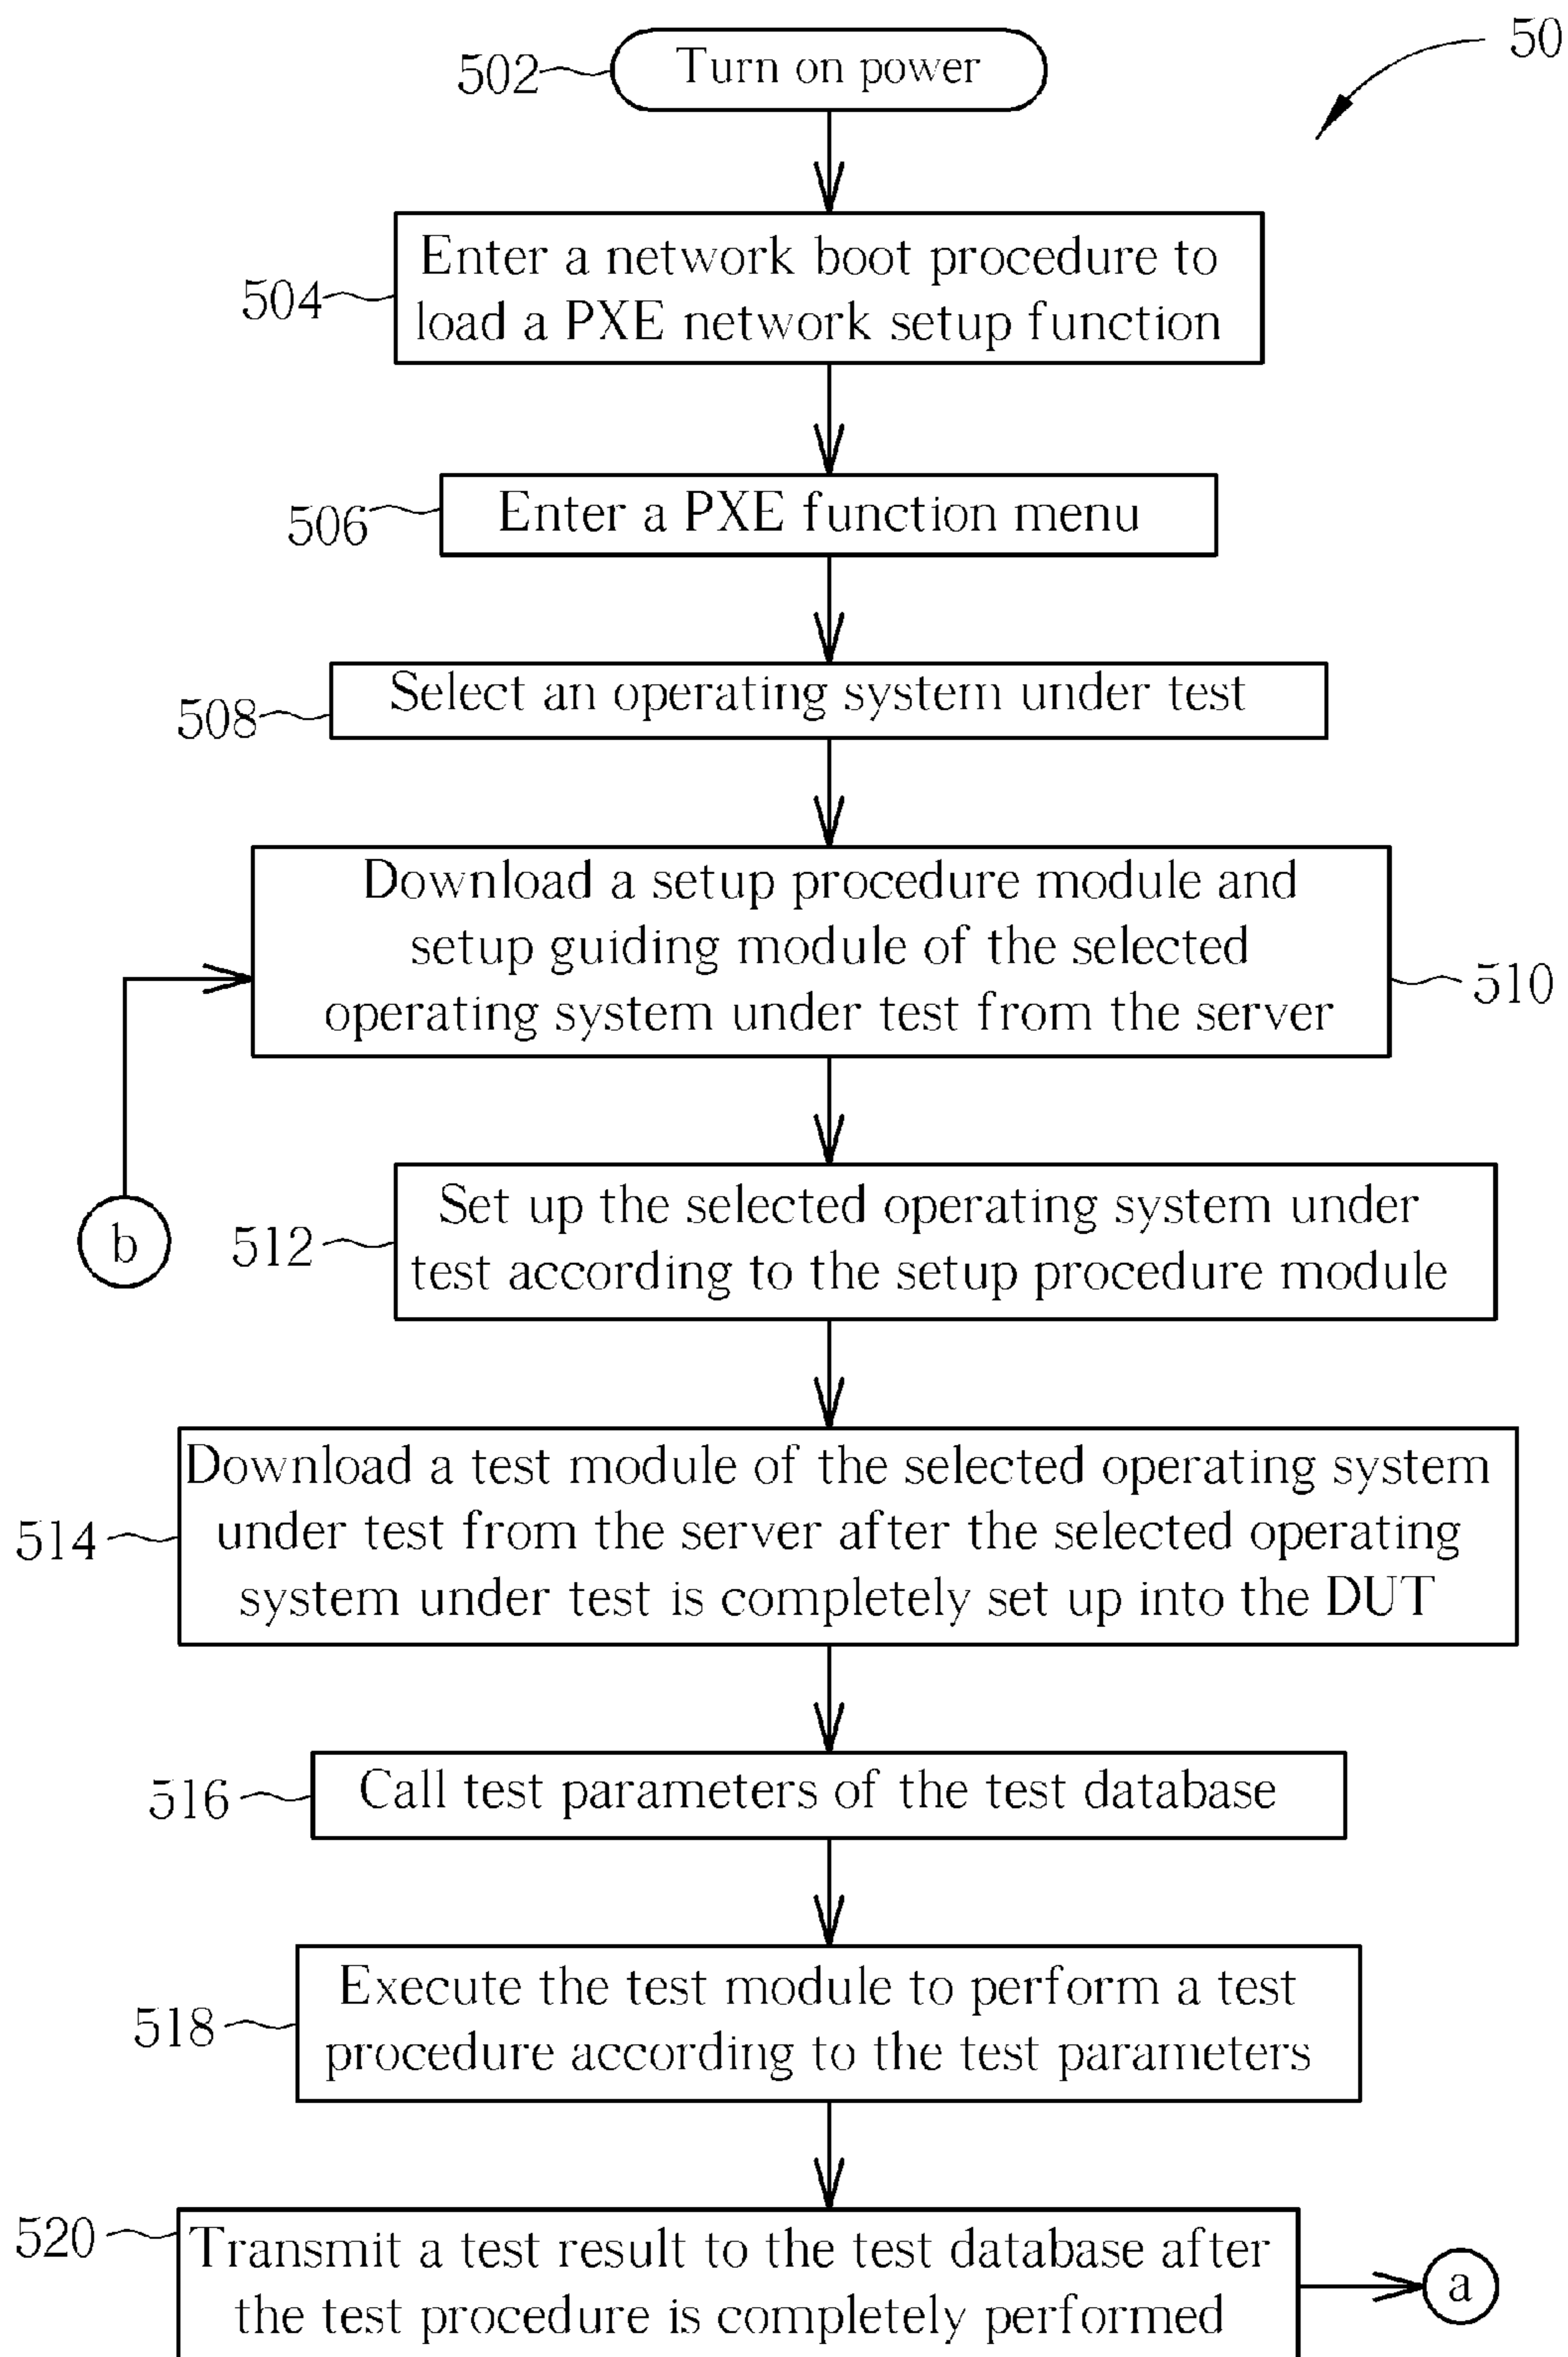 50
502
Turn on power
504
Enter a network boot procedure to
load a PXE network setup function
506
Enter a PXE function menu
508
Select an operating system under test
Download a setup procedure module and
setup guiding module of the selected
operating system under test from the server
510
b
512
Set up the selected operating system under
test according to the setup procedure module
514
Download a test module of the selected operating system
under test from the server after the selected operating
system under test is completely set up into the DUT
516
Call test parameters of the test database
518
Execute the test module to perform a test
procedure according to the test parameters
520
Transmit a test result to the test database after
the test procedure is completely performed
a